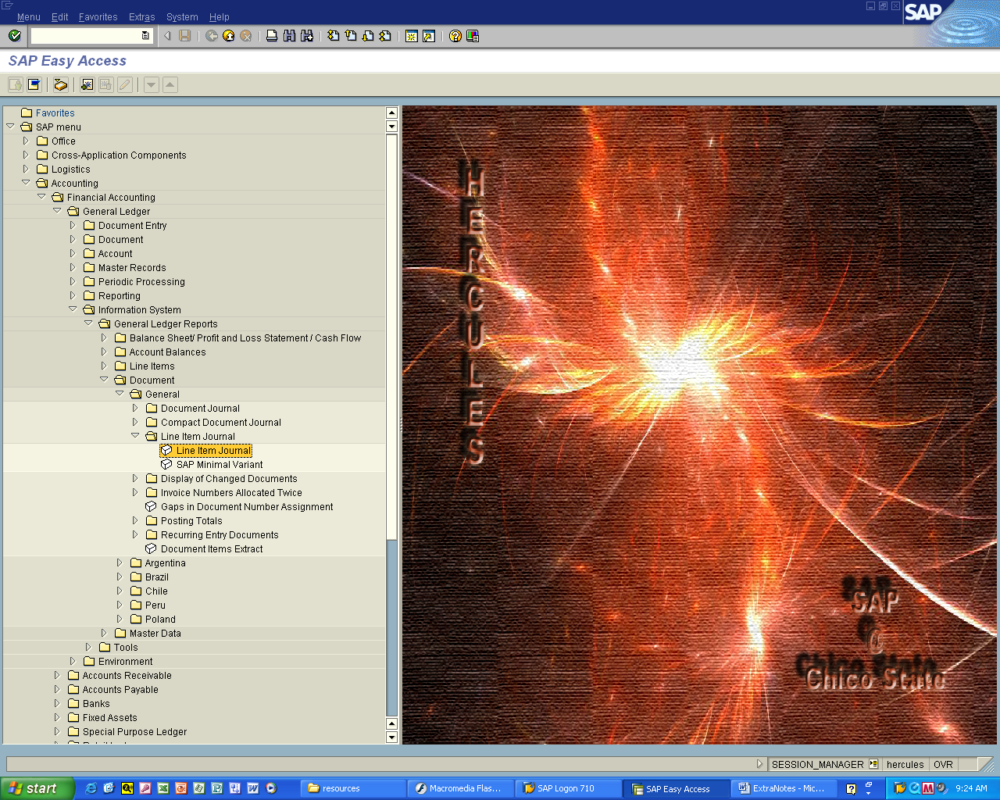 Menu Edit Favorites Extras System Help
SAP
SAP Easy Access
Favorites
SAP menu
Office
Cross-Application Components
Logistics
Accounting
Financial Accounting
General Ledger
Document Entry
Document
Account
Master Records
Periodic Processing
Reporting
Information System
General Ledger Reports
Balance Sheet/ Profit and Loss Statement / Cash Flow
Account Balances
Line Items
Document
General
Document Journal
Compact Document Journal
Line Item Journal
Line Item Journal
SAP Minimal Variant
Display of Changed Documents
Invoice Numbers Allocated Twice
Gaps in Document Number Assignment
Posting Totals
Recurring Entry Documents
Document Items Extract
Argentina
Brazil
Chile
Peru
Poland
Master Data
Tools
Environment
Accounts Receivable
Accounts Payable
Banks
Fixed Assets
Special Purpose Ledger
HERCULES
SAP
@
Chico State
SESSION_MANAGER hercules OVR
start resources Macromedia Flas... SAP Logon 710 SAP Easy Access ExtraNotes - Mic... 9:24 AM